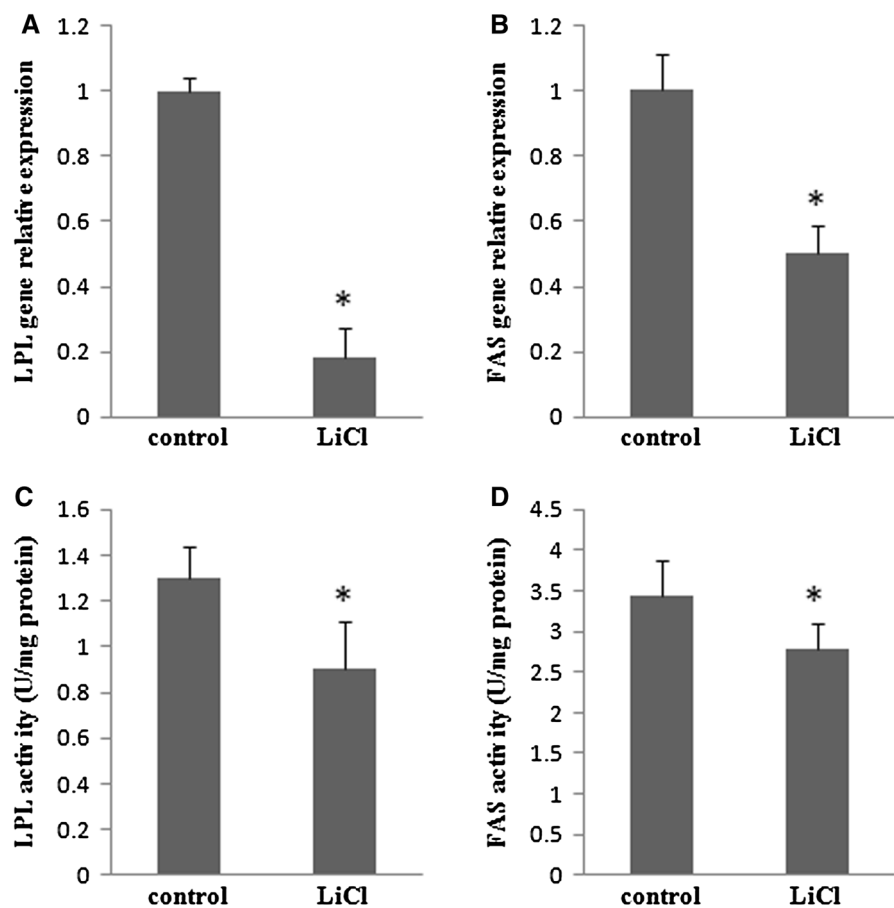 A
LPL gene relative expression
1.2
1
0.8
0.6
0.4
0.2
0
*
control
LiCl
B
FAS gene relative expression
1.2
1
0.8
0.6
0.4
0.2
0
*
control
LiCl
C
LPL activity (U/mg protein)
1.6
1.4
1.2
1
0.8
0.6
0.4
0.2
0
*
control
LiCl
D
FAS activity (U/mg protein)
4.5
4
3.5
3
2.5
2
1.5
1
0.5
0
*
control
LiCl